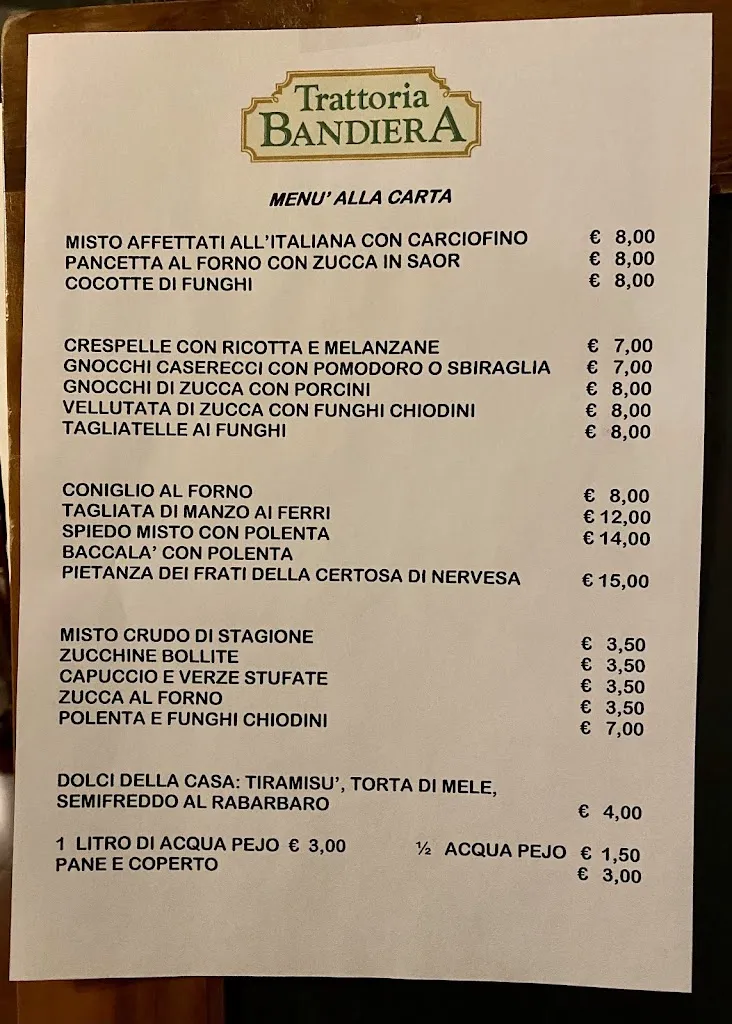 Trattoria
BANDIERA
MENU' ALLA CARTA
MISTO AFFETTATI ALL'ITALIANA CON CARCIOFINO € 8,00
PANCETTA AL FORNO CON ZUCCA IN SAOR € 8,00
COCOTTE DI FUNGHI € 8,00
CRESPELLE CON RICOTTA E MELANZANE € 7,00
GNOCCHI CASERECCI CON POMODORO O SBIRAGLIA € 7,00
GNOCCHI DI ZUCCA CON PORCINI € 8,00
VELLUTATA DI ZUCCA CON FUNGHI CHIODINI € 8,00
TAGLIATELLE AI FUNGHI € 8,00
CONIGLIO AL FORNO € 8,00
TAGLIATA DI MANZO AI FERRI € 12,00
SPIEDO MISTO CON POLENTA € 14,00
BACCALA' CON POLENTA
PIETANZA DEI FRATI DELLA CERTOSA DI NERVESA € 15,00
MISTO CRUDO DI STAGIONE € 3,50
ZUCCHINE BOLLITE € 3,50
CAPUCCIO E VERZE STUFATE € 3,50
ZUCCA AL FORNO € 3,50
POLENTA E FUNGHI CHIODINI € 7,00
DOLCI DELLA CASA: TIRAMISU', TORTA DI MELE,
SEMIFREDDO AL RABARBARO € 4,00
1 LITRO DI ACQUA PEJO € 3,00 ½ ACQUA PEJO € 1,50
PANE E COPERTO € 3,00